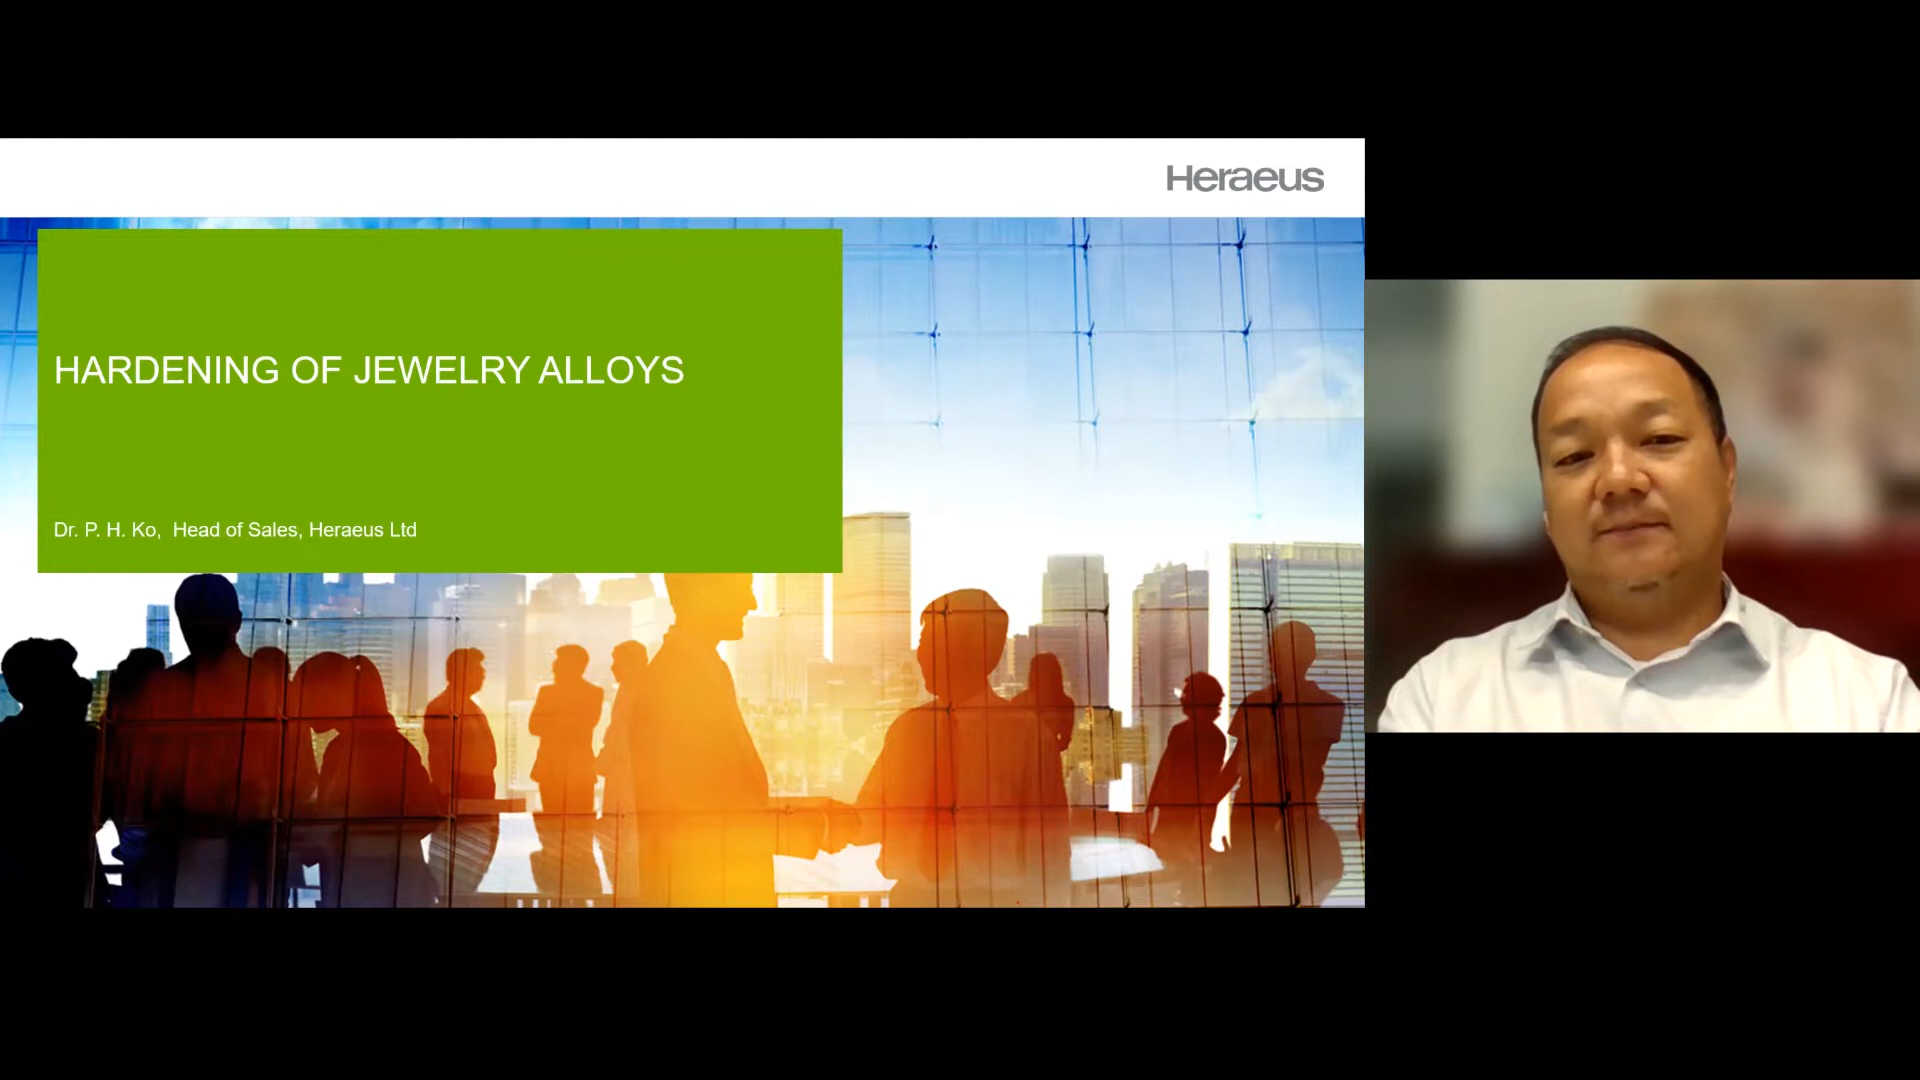 Heraeus
HARDENING OF JEWELRY ALLOYS
Dr. P. H. Ko, Head of Sales, Heraeus Ltd